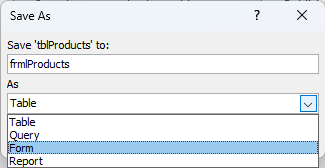 Save As
Save 'tblProducts' to:
frmlProducts
As
Table
Table
Query
Form
Report